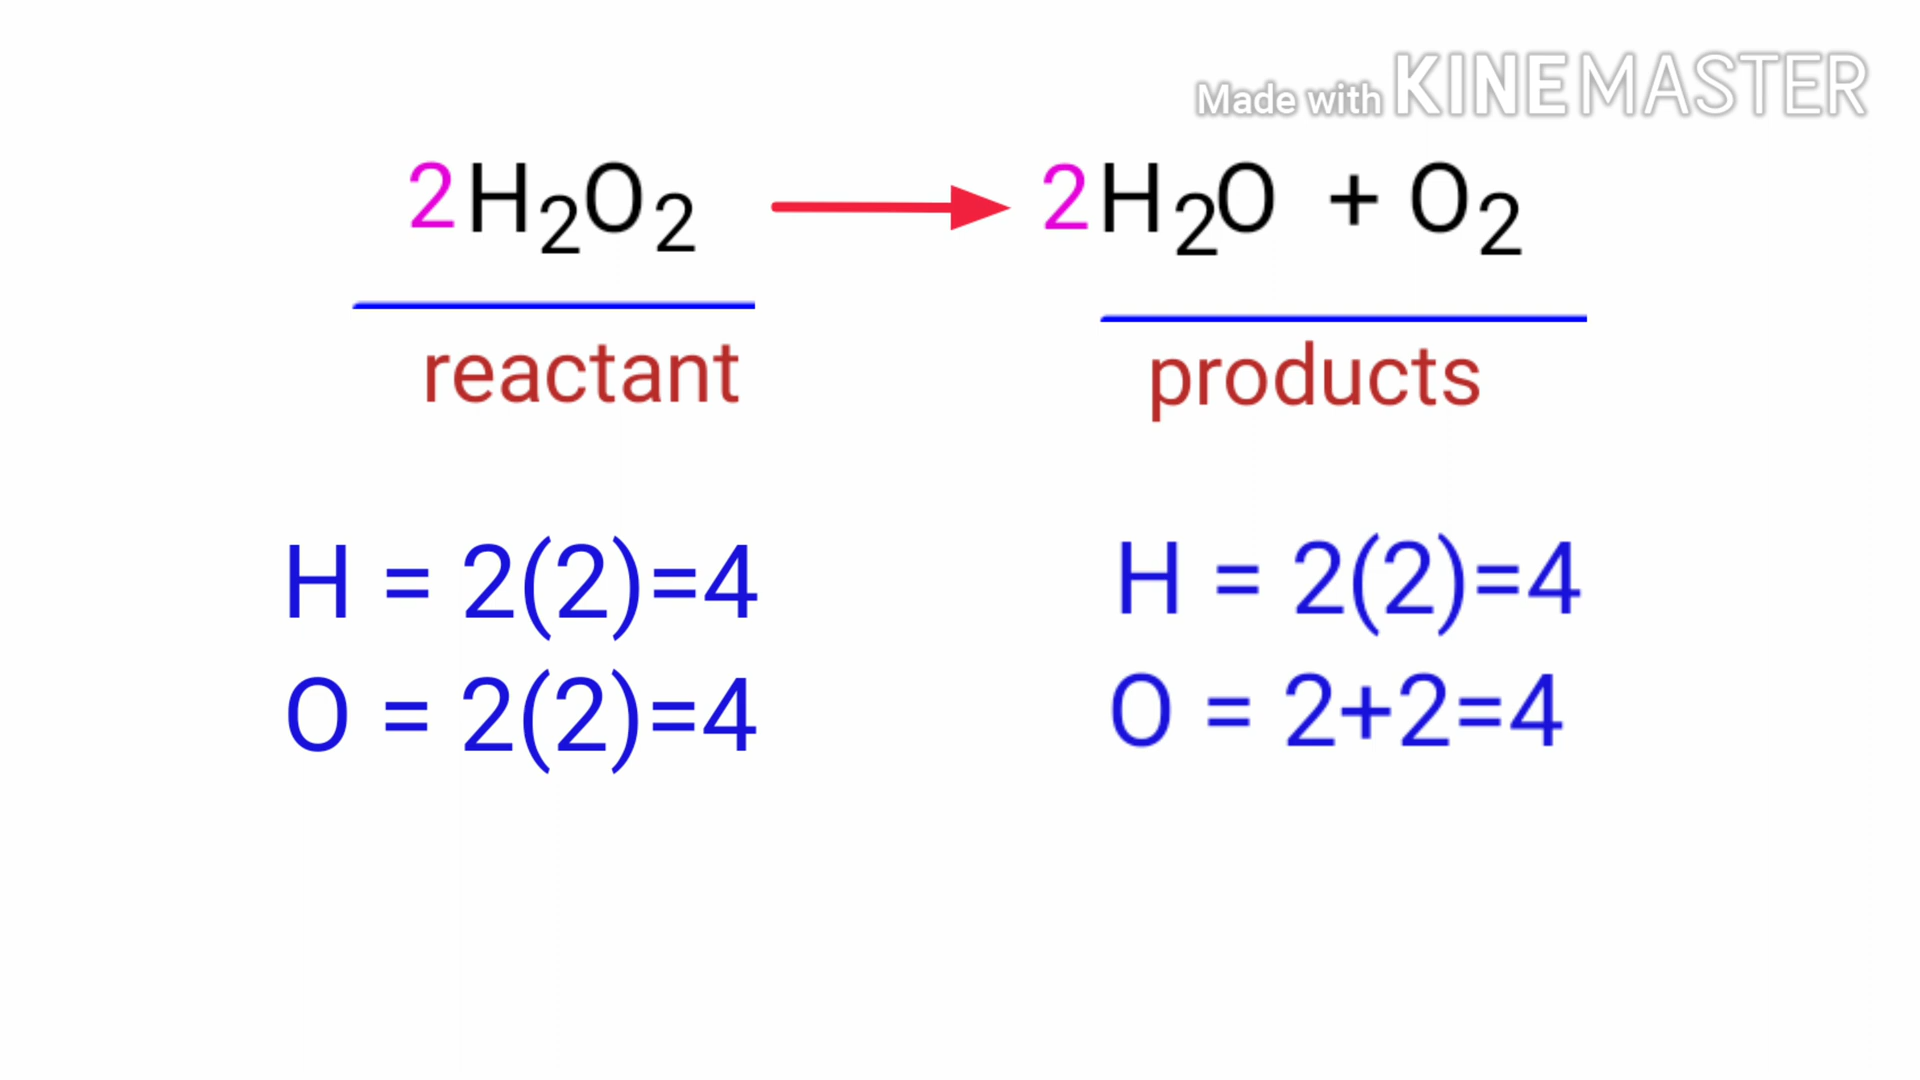 Made with KINEMASTER
2H₂O₂ → 2H₂O + O₂
reactant products
H = 2(2)=4 H = 2(2)=4
O = 2(2)=4 O = 2+2=4